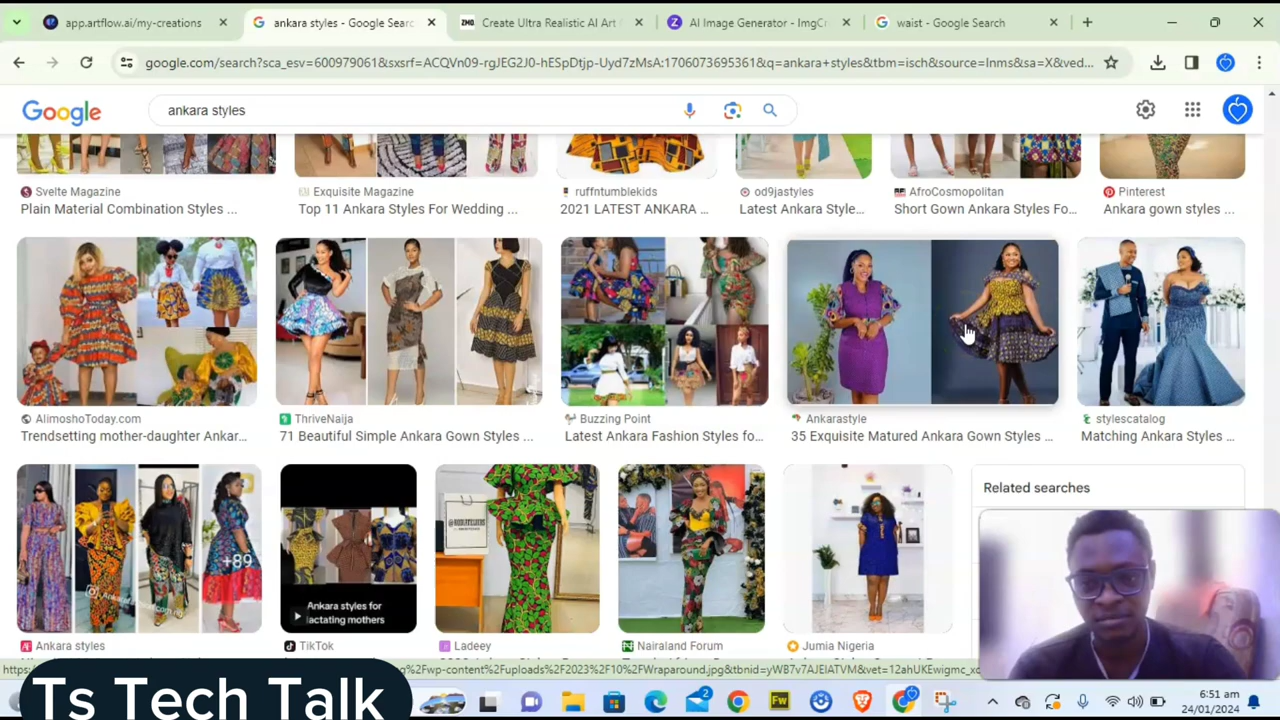 app.artflow.ai/my-creations
ankara styles - Google Searc
ZMO
Create Ultra Realistic AI Art
AI Image Generator - ImgCr
waist - Google Search
google.com/search?sca_esv=600979061&sxsrf=ACQVn09-rgJEG2J0-hESpDtjp-Uyd7zMsA:1706073695361&q=ankara+styles&tbm=isch&source=lnms&sa=X&ved...
Google
ankara styles
Svelte Magazine
Plain Material Combination Styles ...
Exquisite Magazine
Top 11 Ankara Styles For Wedding ...
ruffntumblekids
2021 LATEST ANKARA ...
od9jastyles
Latest Ankara Style...
AfroCosmopolitan
Short Gown Ankara Styles Fo...
Pinterest
Ankara gown styles ...
AlimoshoToday.com
Trendsetting mother-daughter Ankar...
ThriveNaija
71 Beautiful Simple Ankara Gown Styles ...
Buzzing Point
Latest Ankara Fashion Styles fo...
Ankarastyle
35 Exquisite Matured Ankara Gown Styles ...
stylescatalog
Matching Ankara Styles ...
+89
Ankara styles for
lactating mothers
Related searches
Ankara styles
TikTok
Ladeey
Nairaland Forum
Jumia Nigeria
Ts Tech Talk
2
6:51 am
24/01/2024